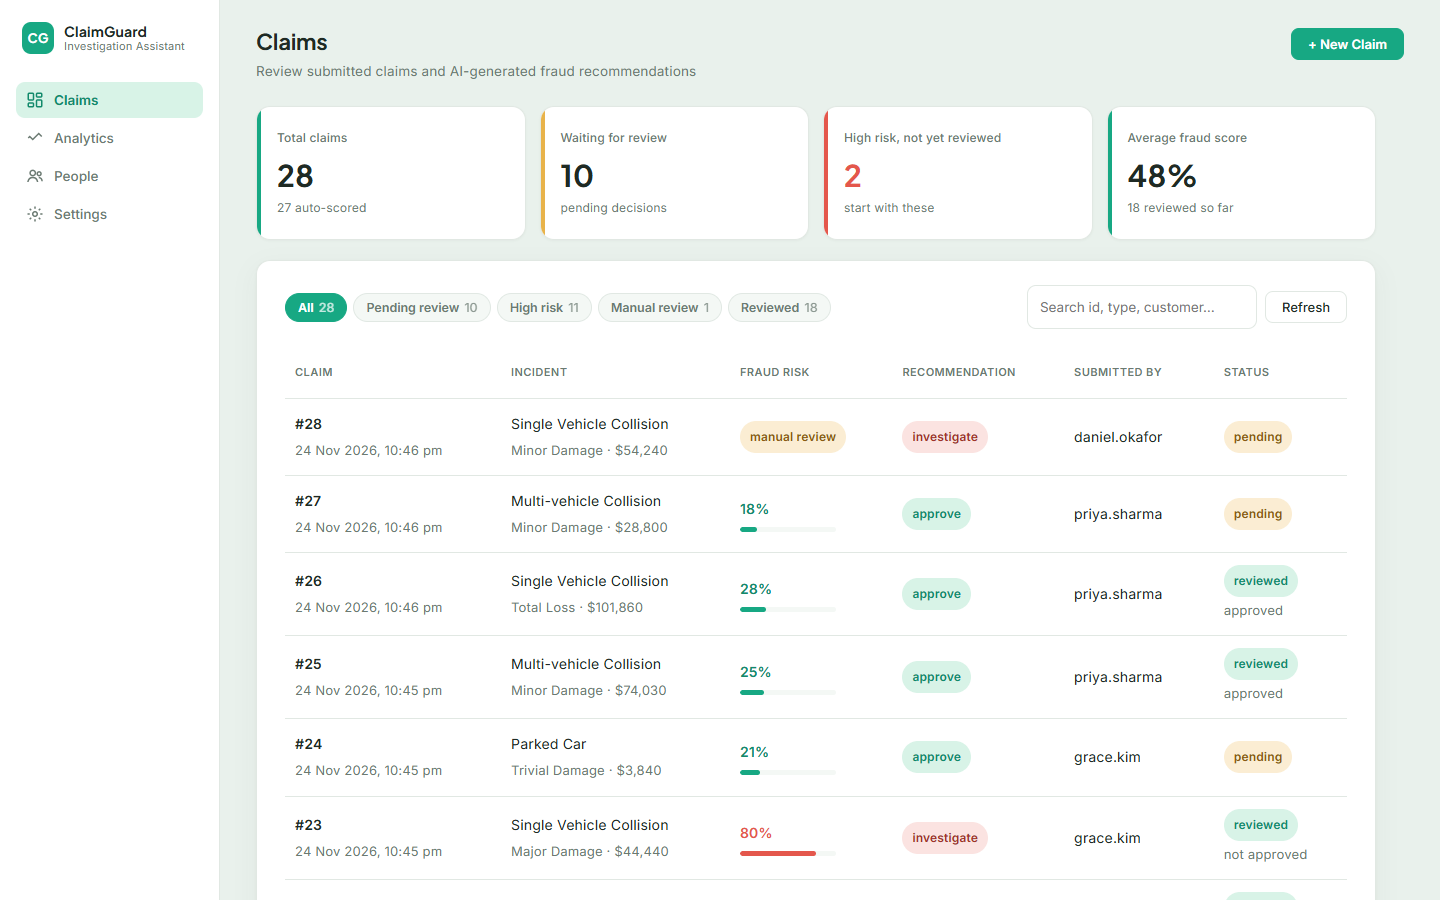 CG
ClaimGuard
Investigation Assistant
Claims
Analytics
People
Settings
Claims
Review submitted claims and AI-generated fraud recommendations
+ New Claim
Total claims
28
27 auto-scored
Waiting for review
10
pending decisions
High risk, not yet reviewed
2
start with these
Average fraud score
48%
18 reviewed so far
All 28
Pending review 10
High risk 11
Manual review 1
Reviewed 18
Search id, type, customer...
Refresh
CLAIM INCIDENT FRAUD RISK RECOMMENDATION SUBMITTED BY STATUS
#28
24 Nov 2026, 10:46 pm
Single Vehicle Collision
Minor Damage · $54,240
manual review
investigate
daniel.okafor
pending
#27
24 Nov 2026, 10:46 pm
Multi-vehicle Collision
Minor Damage · $28,800
18%
approve
priya.sharma
pending
#26
24 Nov 2026, 10:46 pm
Single Vehicle Collision
Total Loss · $101,860
28%
approve
priya.sharma
reviewed
approved
#25
24 Nov 2026, 10:45 pm
Multi-vehicle Collision
Minor Damage · $74,030
25%
approve
priya.sharma
reviewed
approved
#24
24 Nov 2026, 10:45 pm
Parked Car
Trivial Damage · $3,840
21%
approve
grace.kim
pending
#23
24 Nov 2026, 10:45 pm
Single Vehicle Collision
Major Damage · $44,440
80%
investigate
grace.kim
reviewed
not approved